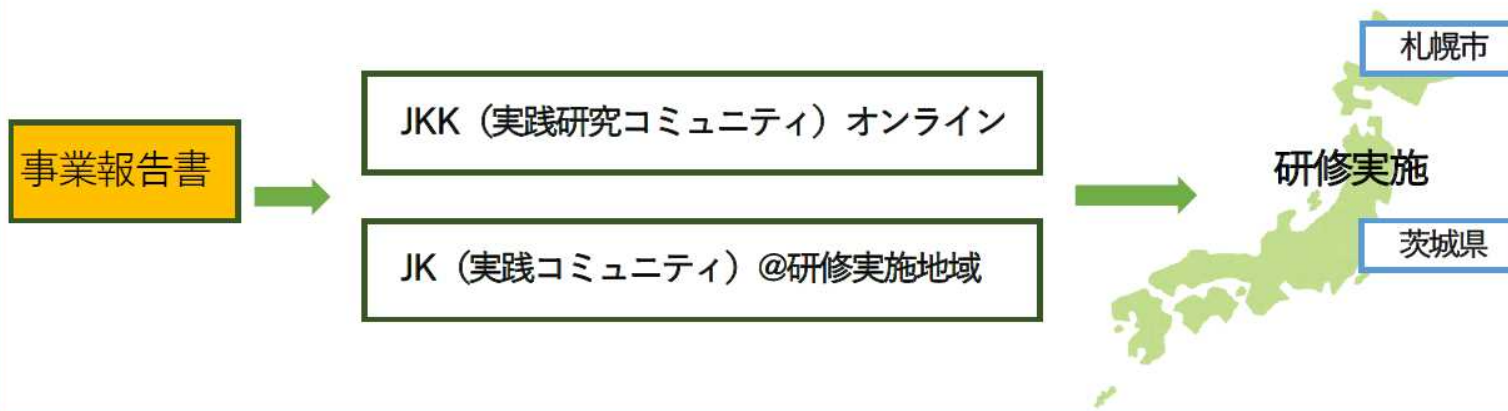 事業報告書
JKK（実践研究コミュニティ）オンライン
JK（実践コミュニティ）@研修実施地域
札幌市
研修実施
茨城県